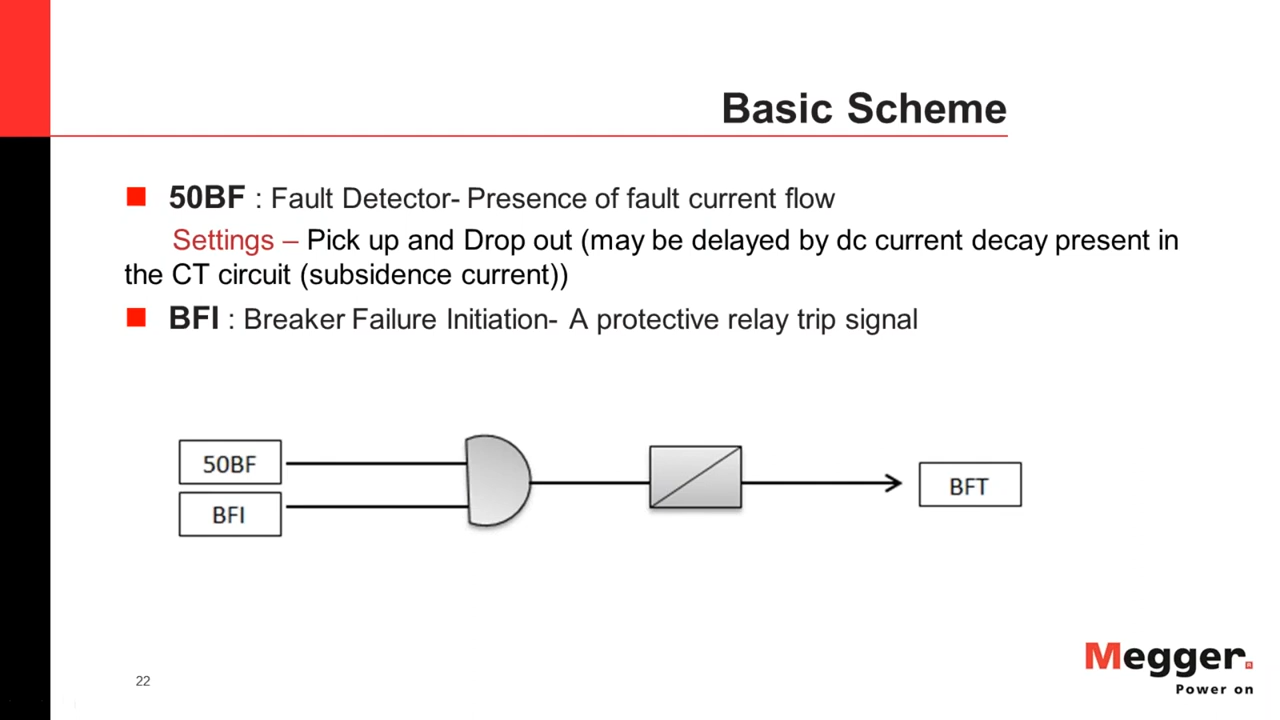 Basic Scheme
50BF : Fault Detector- Presence of fault current flow
Settings – Pick up and Drop out (may be delayed by dc current decay present in
the CT circuit (subsidence current))
BFI : Breaker Failure Initiation- A protective relay trip signal
50BF
BFI
BFT
Megger.
Power on
22